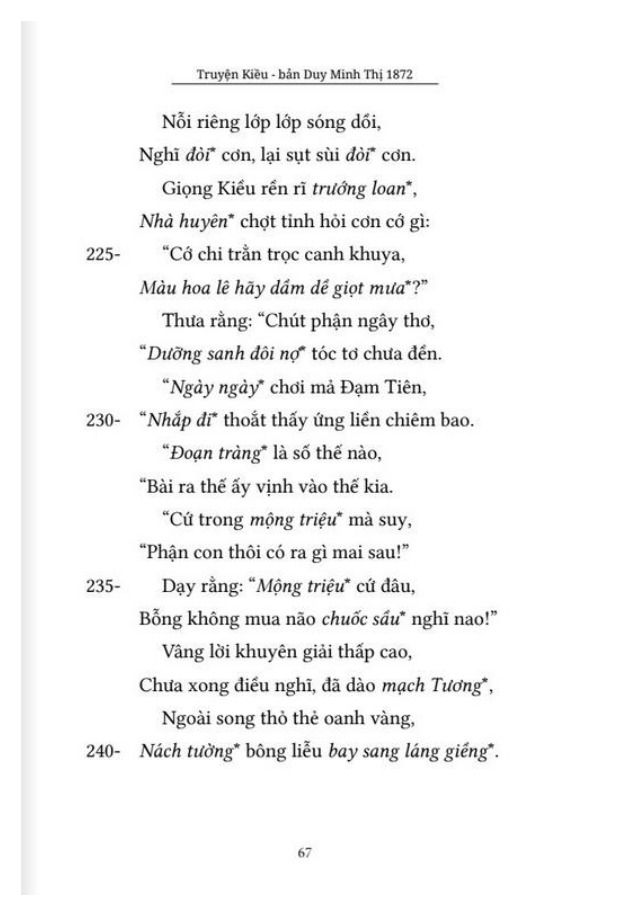 Truyện Kiều - bản Duy Minh Thị 1872
Nỗi riêng lớp lớp sóng dồi,
Nghĩ đòi* cơn, lại sụt sùi đòi* cơn.
Giọng Kiều rền rĩ trướng loan*,
Nhà huyên* chợt tỉnh hỏi cơn cớ gì:
225- “Cớ chi trằn trọc canh khuya,
Màu hoa lê hãy dầm dề giọt mưa*?”
Thưa rằng: “Chút phận ngây thơ,
“Dưỡng sanh đôi nợ* tóc tơ chưa đền.
“Ngày ngày* chơi mả Đạm Tiên,
230- “Nhắp đi* thoắt thấy ứng liền chiêm bao.
“Đoạn tràng* là số thế nào,
“Bài ra thế ấy vịnh vào thế kia.
“Cứ trong mộng triệu* mà suy,
“Phận con thôi có ra gì mai sau!”
235- Dạy rằng: “Mộng triệu* cứ đâu,
Bỗng không mua não chuốc sầu* nghĩ nao!”
Vâng lời khuyên giải thấp cao,
Chưa xong điều nghĩ, đã dào mạch Tương*,
Ngoài song thỏ thẻ oanh vàng,
240- Nách tường* bông liễu bay sang láng giềng*.
67